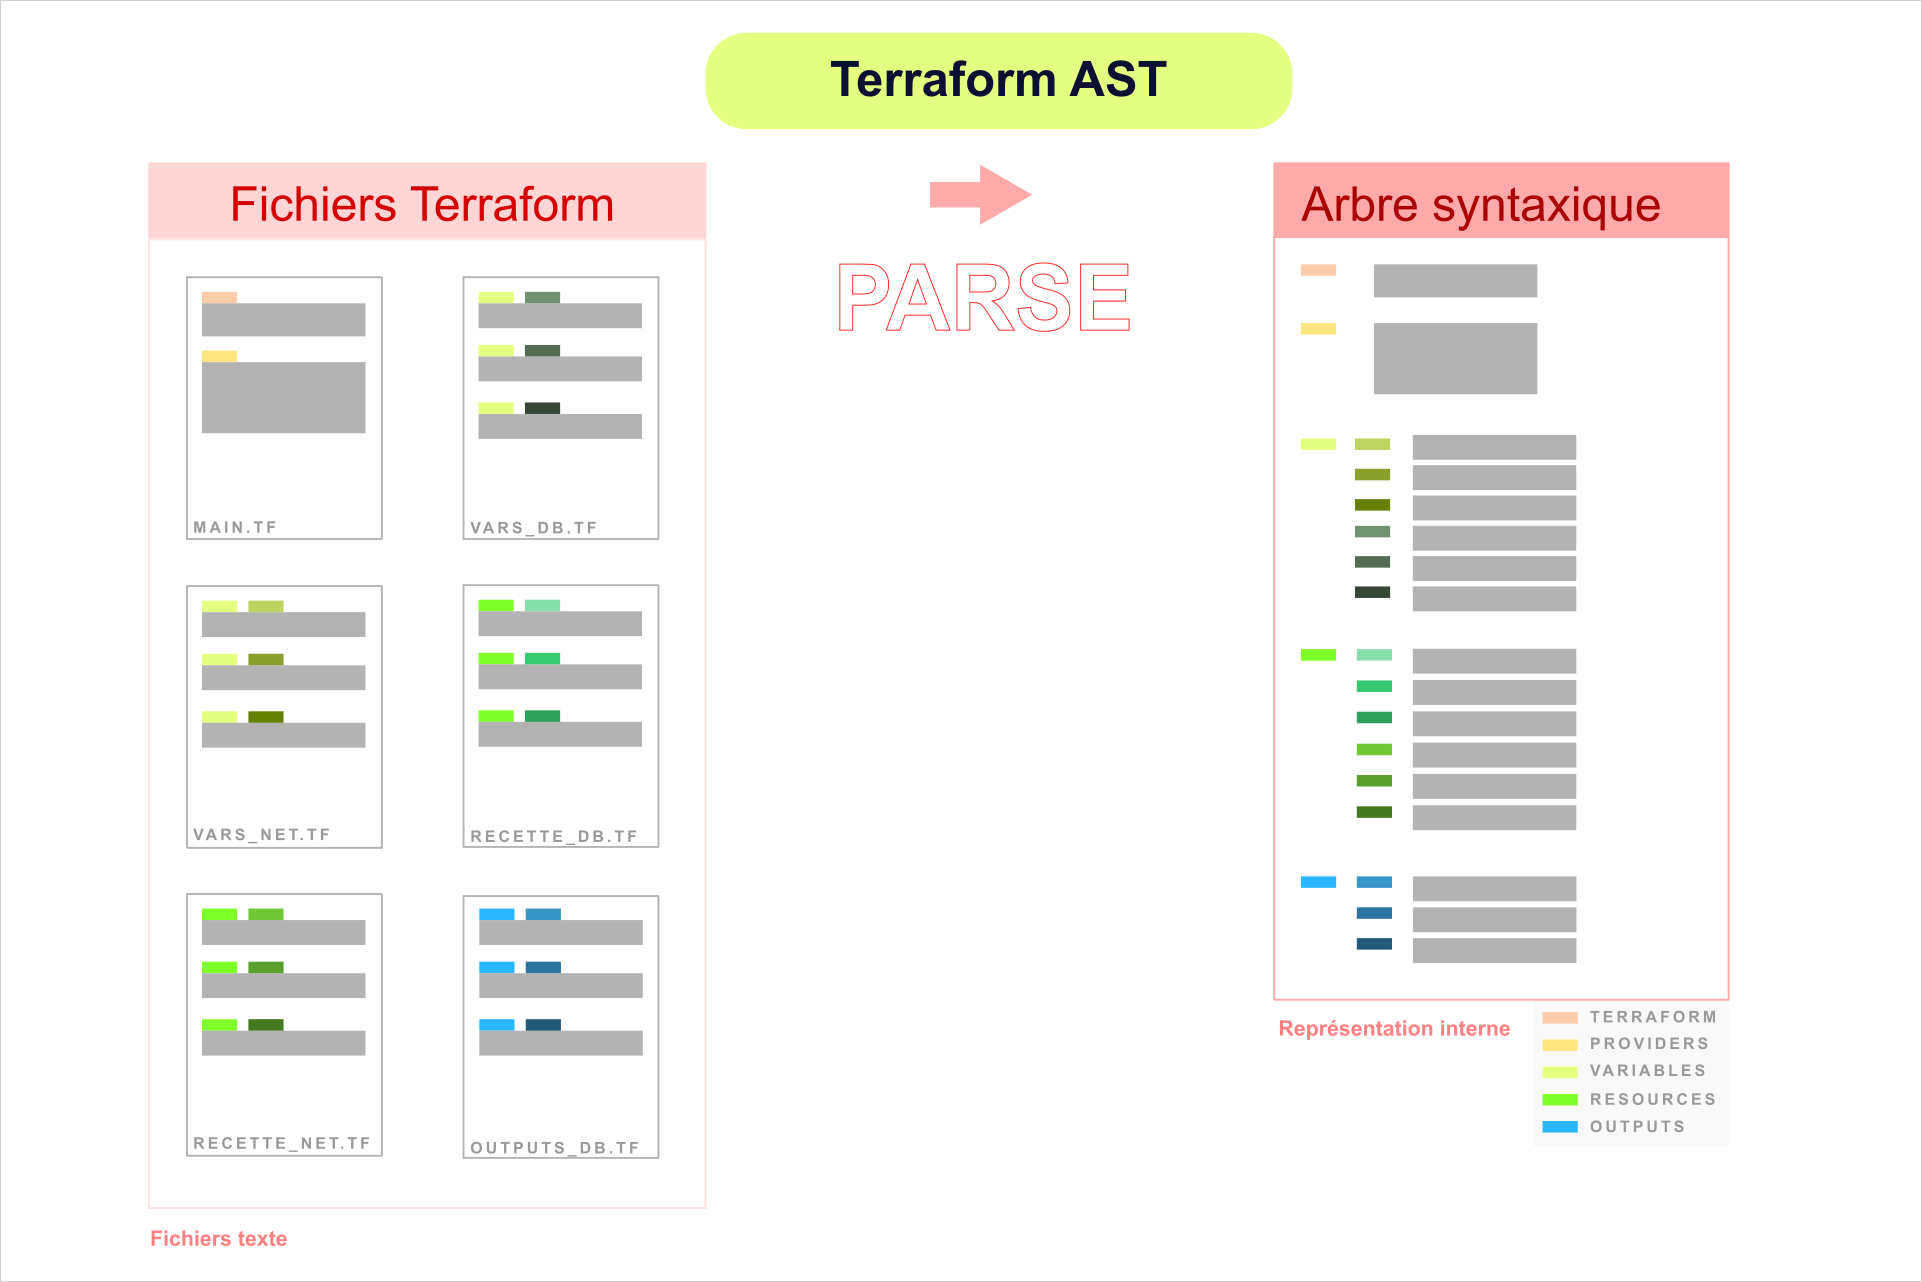 Terraform AST
Fichiers Terraform
MAIN.TF
VARS_DB.TF
VARS_NET.TF
RECETTE_DB.TF
RECETTE_NET.TF
OUTPUTS_DB.TF
Fichiers texte
PARSE
Arbre syntaxique
Représentation interne
TERRAFORM
PROVIDERS
VARIABLES
RESOURCES
OUTPUTS